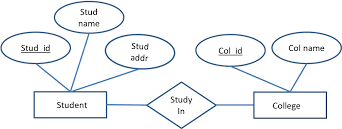 Stud
name
Stud_id
Stud
addr
Col_id
Col name
Student
Study
In
College